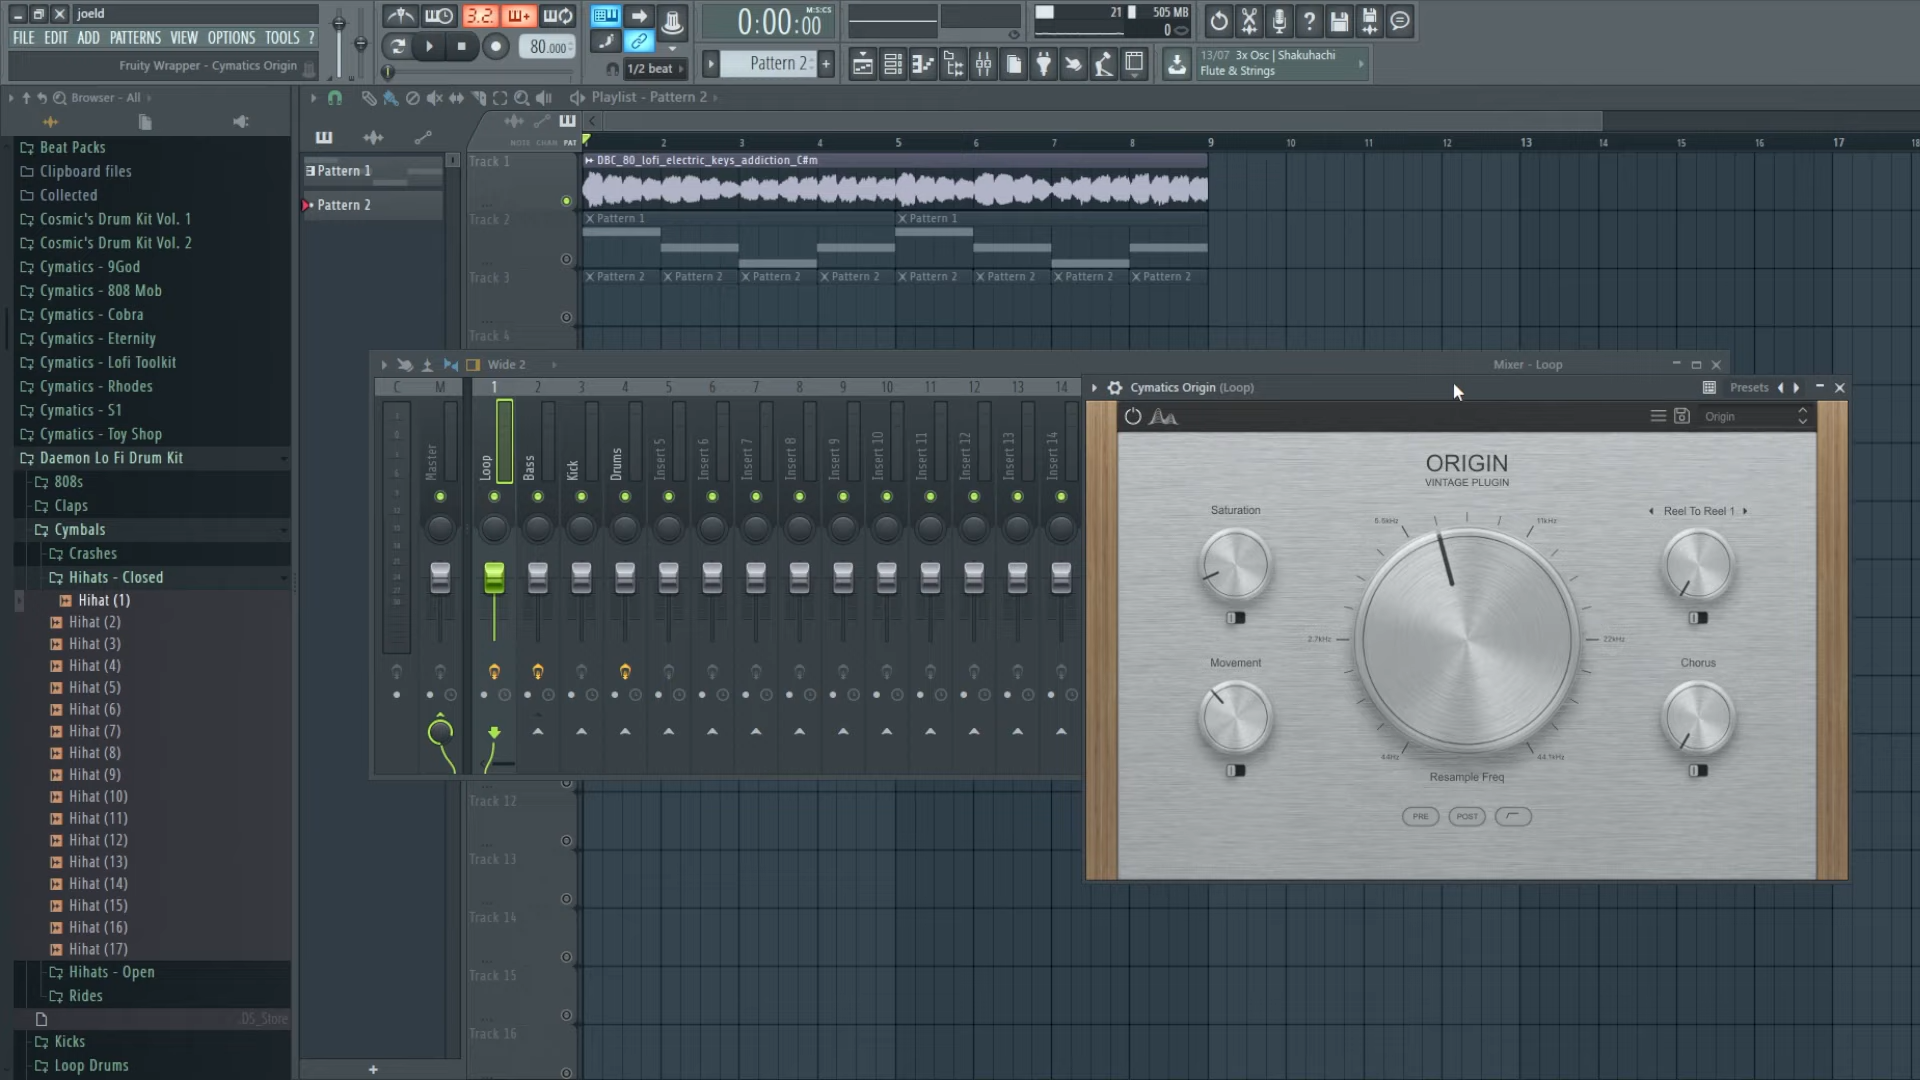 joeld
FILE EDIT ADD PATTERNS VIEW OPTIONS TOOLS ?
Fruity Wrapper - Cymatics Origin
3.2
80.000
1/2 beat
0:00:00
M:S:CS
Pattern 2
21
505 MB
0
13/07 3x Osc | Shakuhachi
Flute & Strings
Browser - All
Playlist - Pattern 2
NOTE CHAN PAT
2 3 4 5 6 7 8 9 10 11 12 13 14 15 16 17 18
Beat Packs
Clipboard files
Collected
Cosmic's Drum Kit Vol. 1
Cosmic's Drum Kit Vol. 2
Cymatics - 9God
Cymatics - 808 Mob
Cymatics - Cobra
Cymatics - Eternity
Cymatics - Lofi Toolkit
Cymatics - Rhodes
Cymatics - S1
Cymatics - Toy Shop
Daemon Lo Fi Drum Kit
808s
Claps
Cymbals
Crashes
Hihats - Closed
Hihat (1)
Hihat (2)
Hihat (3)
Hihat (4)
Hihat (5)
Hihat (6)
Hihat (7)
Hihat (8)
Hihat (9)
Hihat (10)
Hihat (11)
Hihat (12)
Hihat (13)
Hihat (14)
Hihat (15)
Hihat (16)
Hihat (17)
Hihats - Open
Rides
.DS_Store
Kicks
Loop Drums
Pattern 1
Pattern 2
Track 1
DBC_80_lofi_electric_keys_addiction_C#m
Track 2
Pattern 1 Pattern 1
Track 3
Pattern 2 Pattern 2 Pattern 2 Pattern 2 Pattern 2 Pattern 2 Pattern 2 Pattern 2
Track 4
Track 12
Track 13
Track 14
Track 15
Track 16
Wide 2
Mixer - Loop
C M 1 2 3 4 5 6 7 8 9 10 11 12 13 14
Master
Loop
Bass
Kick
Drums
Insert 5
Insert 6
Insert 7
Insert 8
Insert 9
Insert 10
Insert 11
Insert 12
Insert 13
Insert 14
Cymatics Origin (Loop)
Presets
Origin
ORIGIN
VINTAGE PLUGIN
Saturation
Reel To Reel 1
Movement
Chorus
11kHz
2.7kHz
22kHz
44.1kHz
Resample Freq
PRE
POST